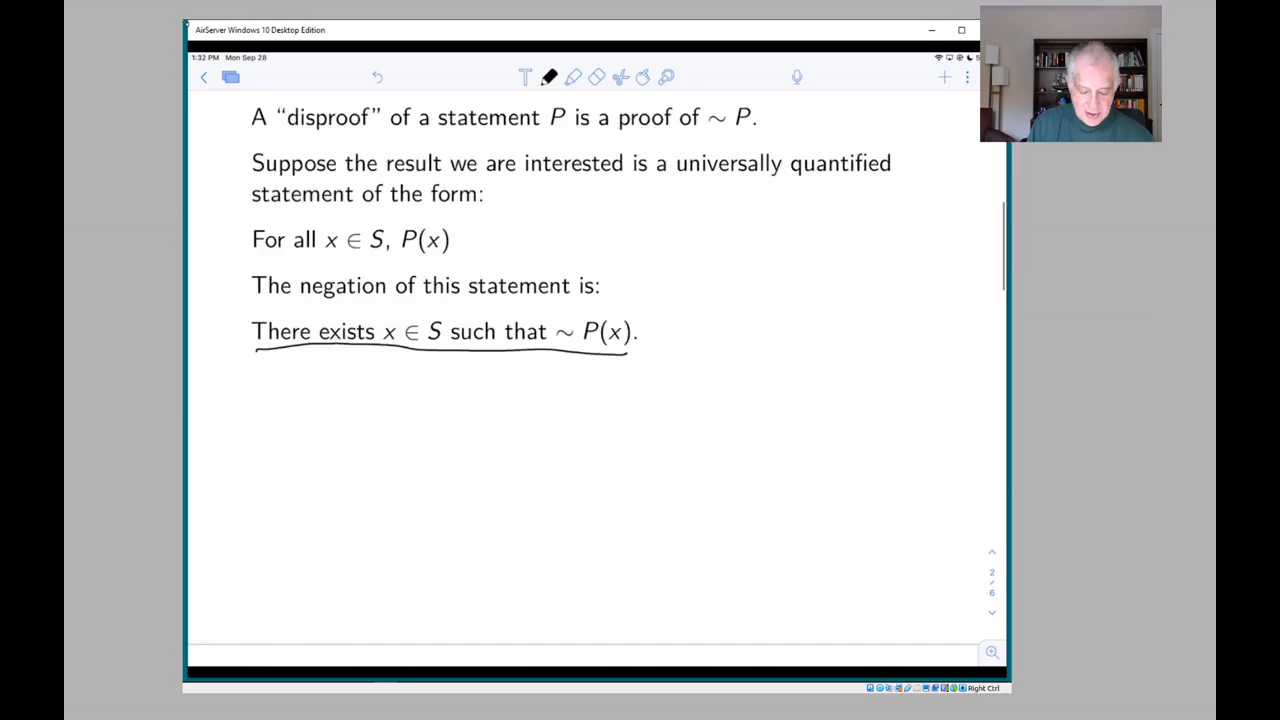 AirServer Windows 10 Desktop Edition
1:32 PM Mon Sep 28
A “disproof” of a statement P is a proof of ∼ P.
Suppose the result we are interested is a universally quantified
statement of the form:
For all x ∈ S, P(x)
The negation of this statement is:
There exists x ∈ S such that ∼ P(x).
2
/
6
Right Ctrl